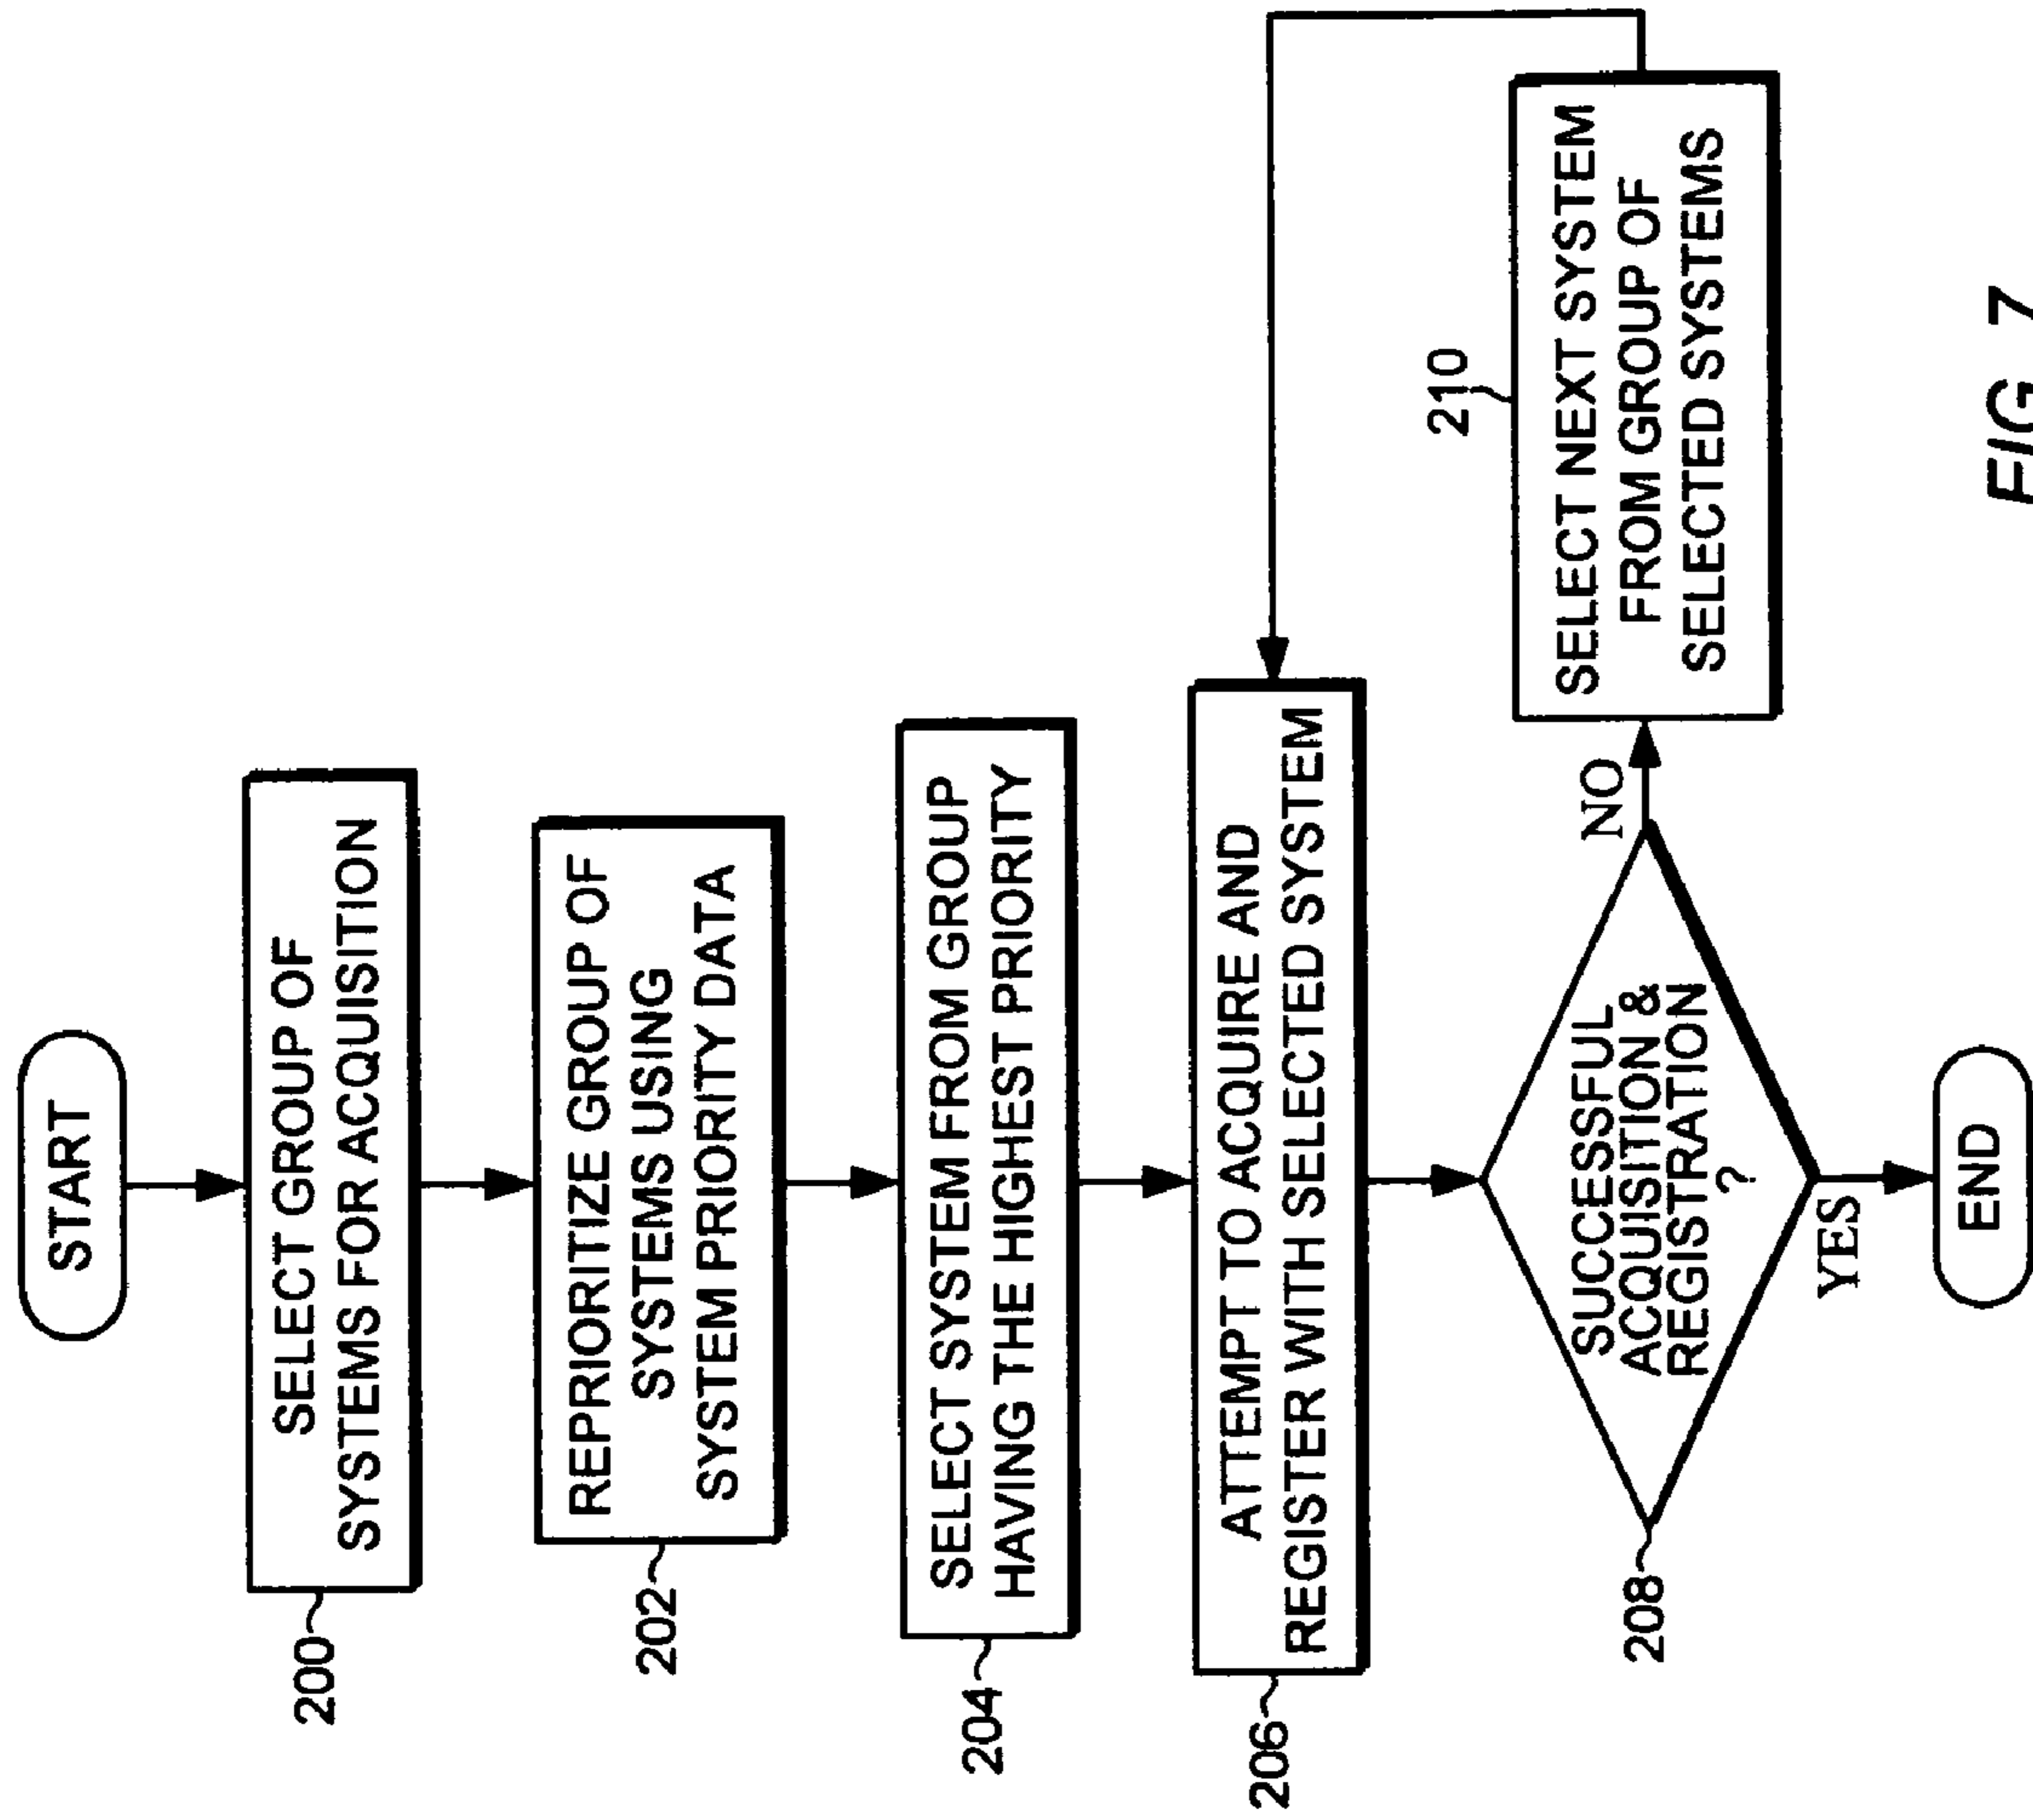 START
SELECT GROUP OF
SYSTEMS FOR ACQUISITION
200
REPRIORITIZE GROUP OF
SYSTEMS USING
SYSTEM PRIORITY DATA
202
SELECT SYSTEM FROM GROUP
HAVING THE HIGHEST PRIORITY
204
ATTEMPT TO ACQUIRE AND
REGISTER WITH SELECTED SYSTEM
206
SUCCESSFUL
ACQUISITION &
REGISTRATION
?
208
NO
210
SELECT NEXT SYSTEM
FROM GROUP OF
SELECTED SYSTEMS
YES
END
FIG 7